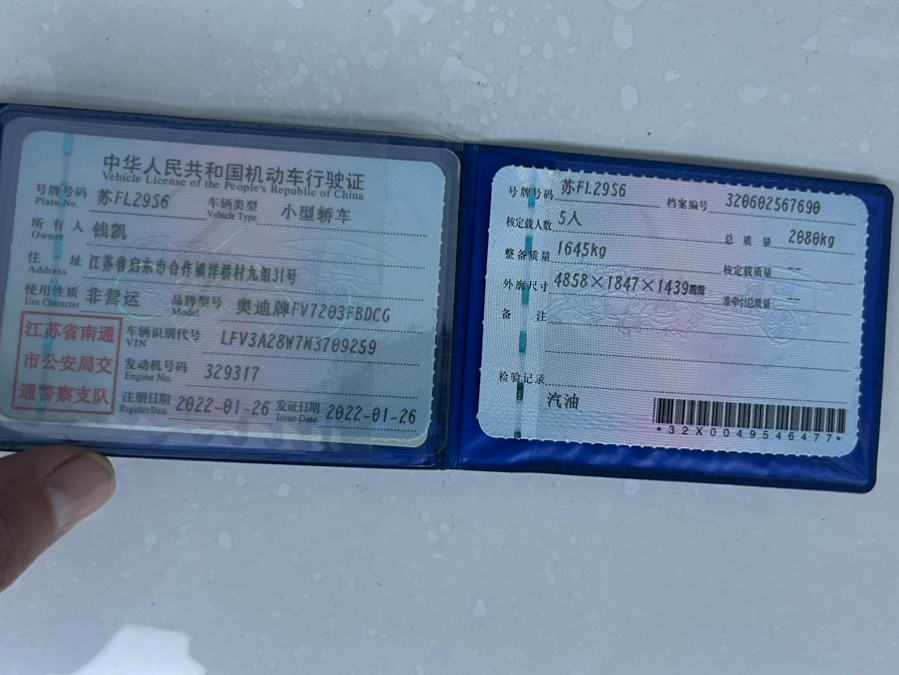 中华人民共和国机动车行驶证
Vehicle License of the People's Republic of China
号牌号码 苏FL29S6 车辆类型 小型轿车
Plate No. Vehicle Type
所有人 钱凯
Owner
住址 江苏省启东市合作镇洋桥村九组31号
Address
使用性质 非营运 品牌型号 奥迪牌FV7203FBDCG
Use Character Model
江苏省南通
市公安局交
通警察支队
车辆识别代号 LFV3A28W7M3709259
VIN
发动机号码 329317
Engine No.
注册日期 2022-01-26 发证日期 2022-01-26
Register Date Issue Date
号牌号码 苏FL29S6 档案编号 320602567690
核定载人数 5人 总质量 2080kg
整备质量 1645kg 核定载质量 --
外廓尺寸 4858×1847×1439mm 准牵引总质量 --
备注
检验记录
汽油
*32X0049546477*